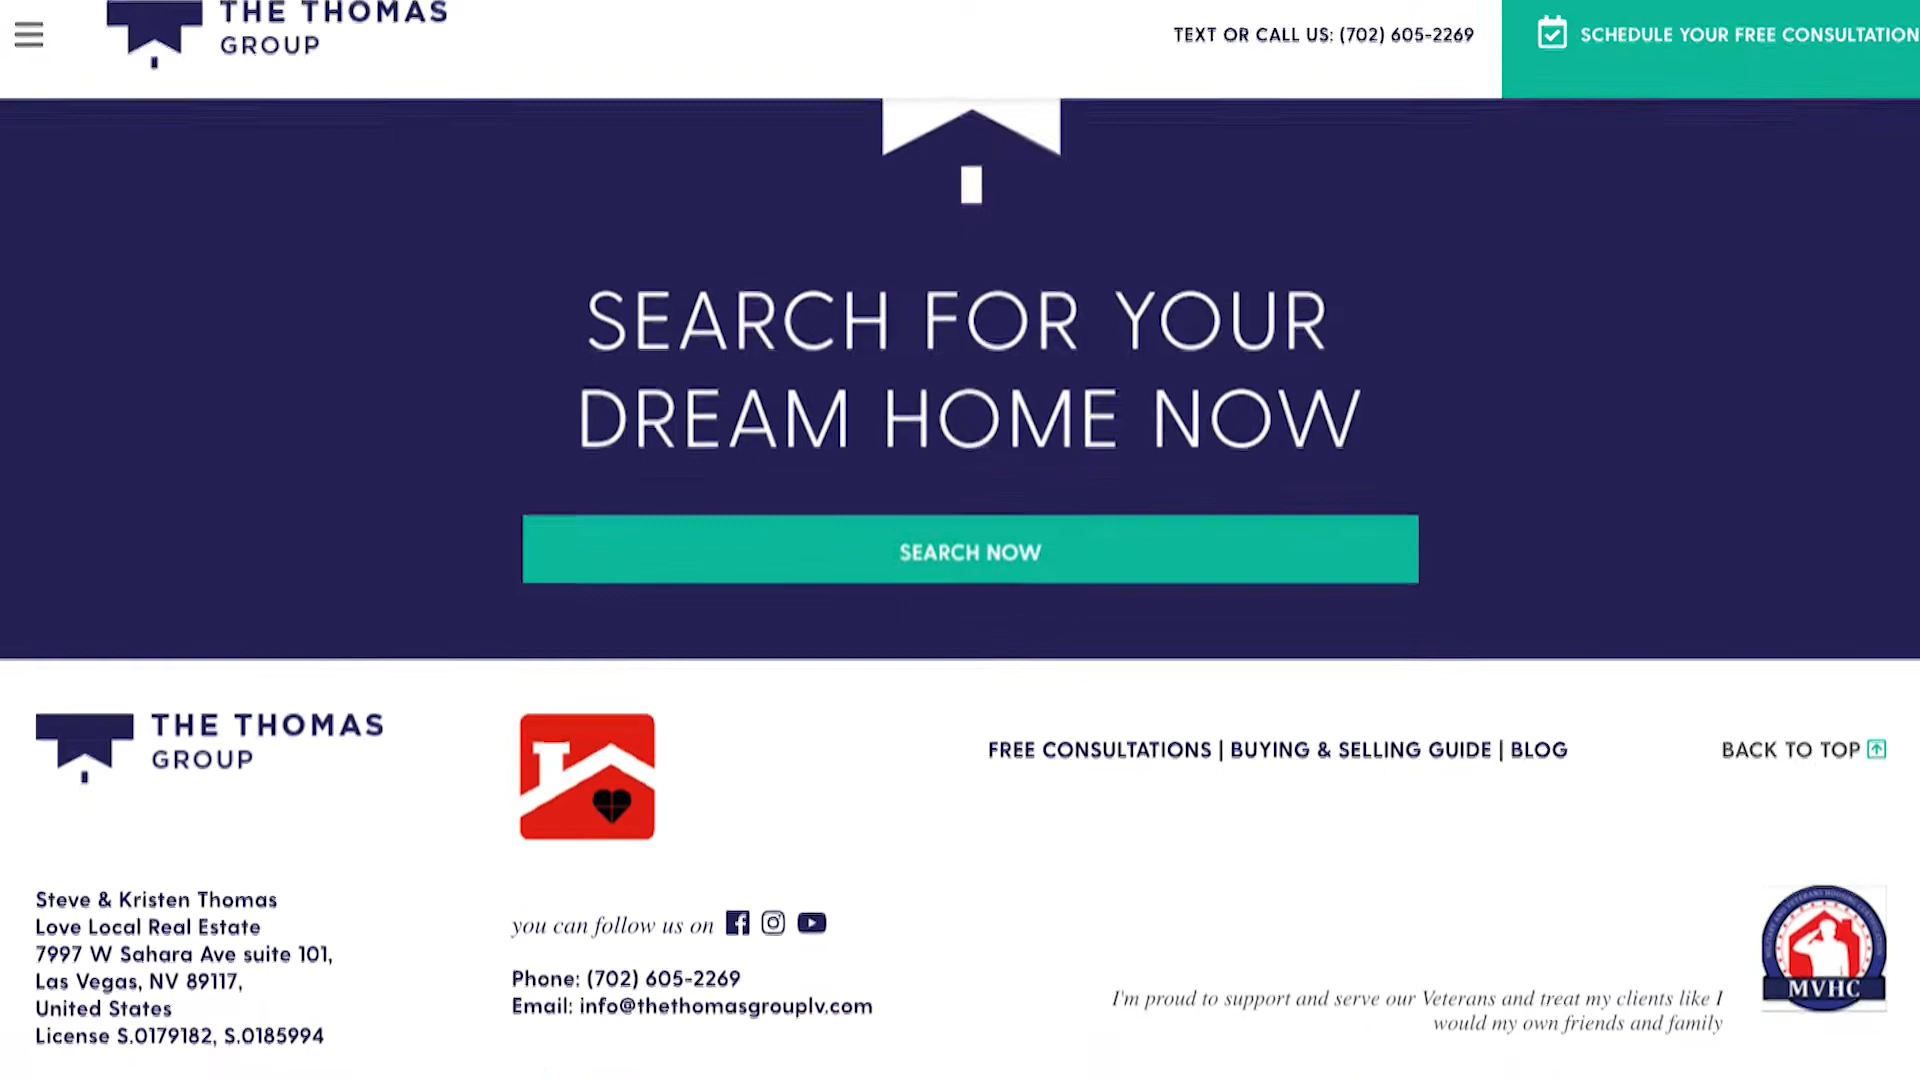 THE THOMAS
GROUP
TEXT OR CALL US: (702) 605-2269
SCHEDULE YOUR FREE CONSULTATION
SEARCH FOR YOUR
DREAM HOME NOW
SEARCH NOW
THE THOMAS
GROUP
FREE CONSULTATIONS | BUYING & SELLING GUIDE | BLOG
BACK TO TOP
Steve & Kristen Thomas
Love Local Real Estate
7997 W Sahara Ave suite 101,
Las Vegas, NV 89117,
United States
License S.0179182, S.0185994
you can follow us on
Phone: (702) 605-2269
Email: info@thethomasgrouplv.com
I'm proud to support and serve our Veterans and treat my clients like I
would my own friends and family
MVHC